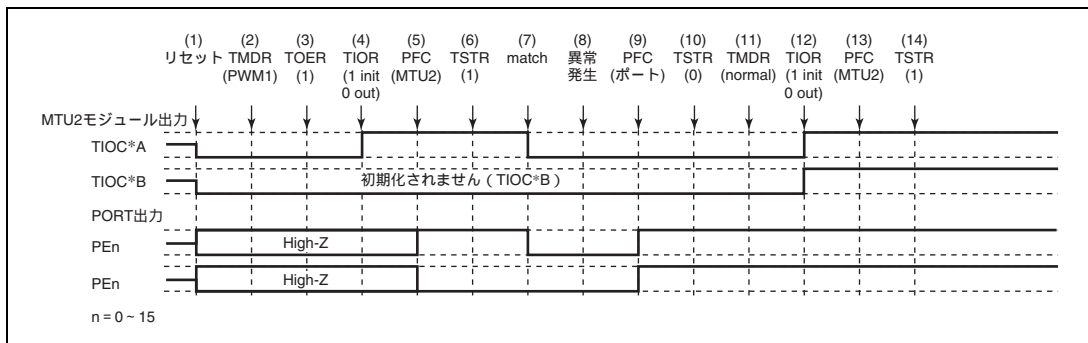 (1) (2) (3) (4) (5) (6) (7) (8) (9) (10) (11) (12) (13) (14)
リセット TMDR TOER TIOR PFC TSTR match 異常 PFC TSTR TMDR TIOR PFC TSTR
(PWM1) (1) (1 init (MTU2) (1) 発生 (ポート) (0) (normal) (1 init (MTU2) (1)
0 out) 0 out)
MTU2モジュール出力
TIOC*A
TIOC*B 初期化されません(TIOC*B)
PORT出力
PEn High-Z
PEn High-Z
n = 0 ~ 15